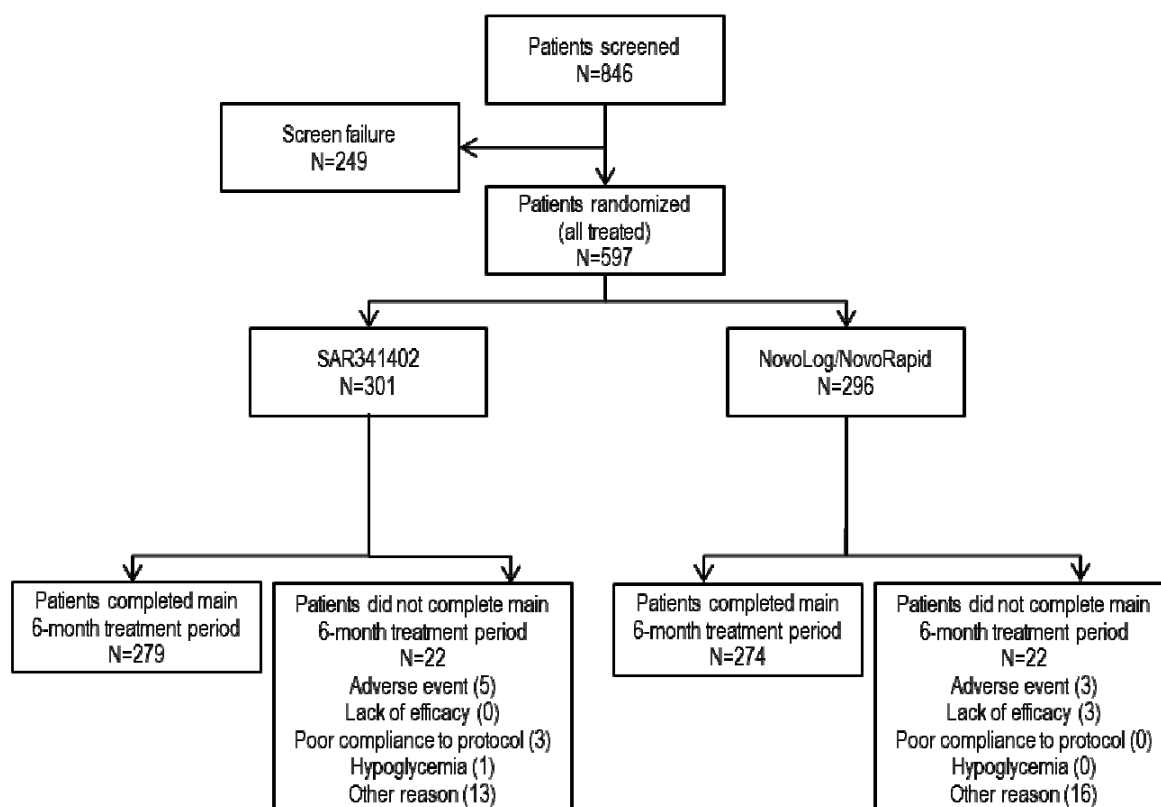 Patients screened
N=846
Screen failure
N=249
Patients randomized
(all treated)
N=597
SAR341402
N=301
NovoLog/NovoRapid
N=296
Patients completed main
6-month treatment period
N=279
Patients did not complete main
6-month treatment period
N=22
Adverse event (5)
Lack of efficacy (0)
Poor compliance to protocol (3)
Hypoglycemia (1)
Other reason (13)
Patients completed main
6-month treatment period
N=274
Patients did not complete main
6-month treatment period
N=22
Adverse event (3)
Lack of efficacy (3)
Poor compliance to protocol (0)
Hypoglycemia (0)
Other reason (16)